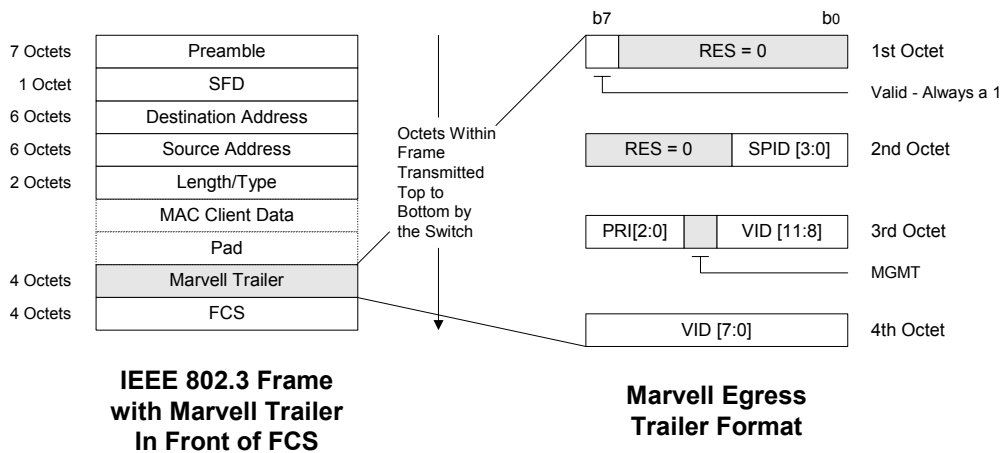 7 Octets Preamble
1 Octet SFD
6 Octets Destination Address
6 Octets Source Address
2 Octets Length/Type
MAC Client Data
Pad
4 Octets Marvell Trailer
4 Octets FCS
IEEE 802.3 Frame
with Marvell Trailer
In Front of FCS
Octets Within
Frame
Transmitted
Top to
Bottom by
the Switch
b7 b0
RES = 0 1st Octet
Valid - Always a 1
RES = 0 SPID [3:0] 2nd Octet
PRI[2:0] VID [11:8] 3rd Octet
MGMT
VID [7:0] 4th Octet
Marvell Egress
Trailer Format